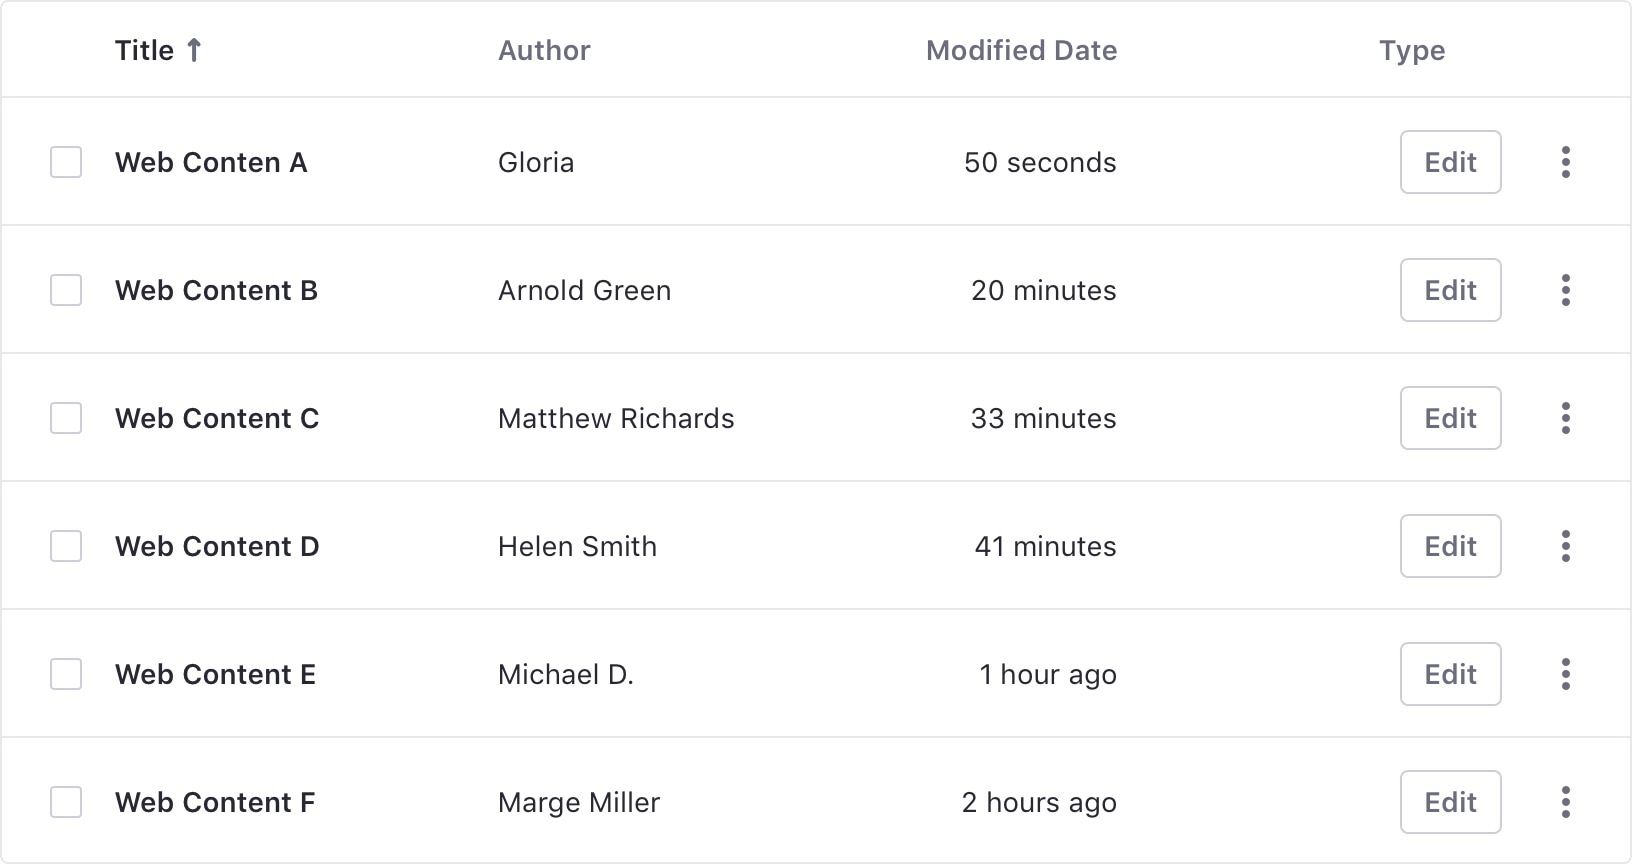 Title ↑ Author Modified Date Type
Web Conten A Gloria 50 seconds Edit
Web Content B Arnold Green 20 minutes Edit
Web Content C Matthew Richards 33 minutes Edit
Web Content D Helen Smith 41 minutes Edit
Web Content E Michael D. 1 hour ago Edit
Web Content F Marge Miller 2 hours ago Edit